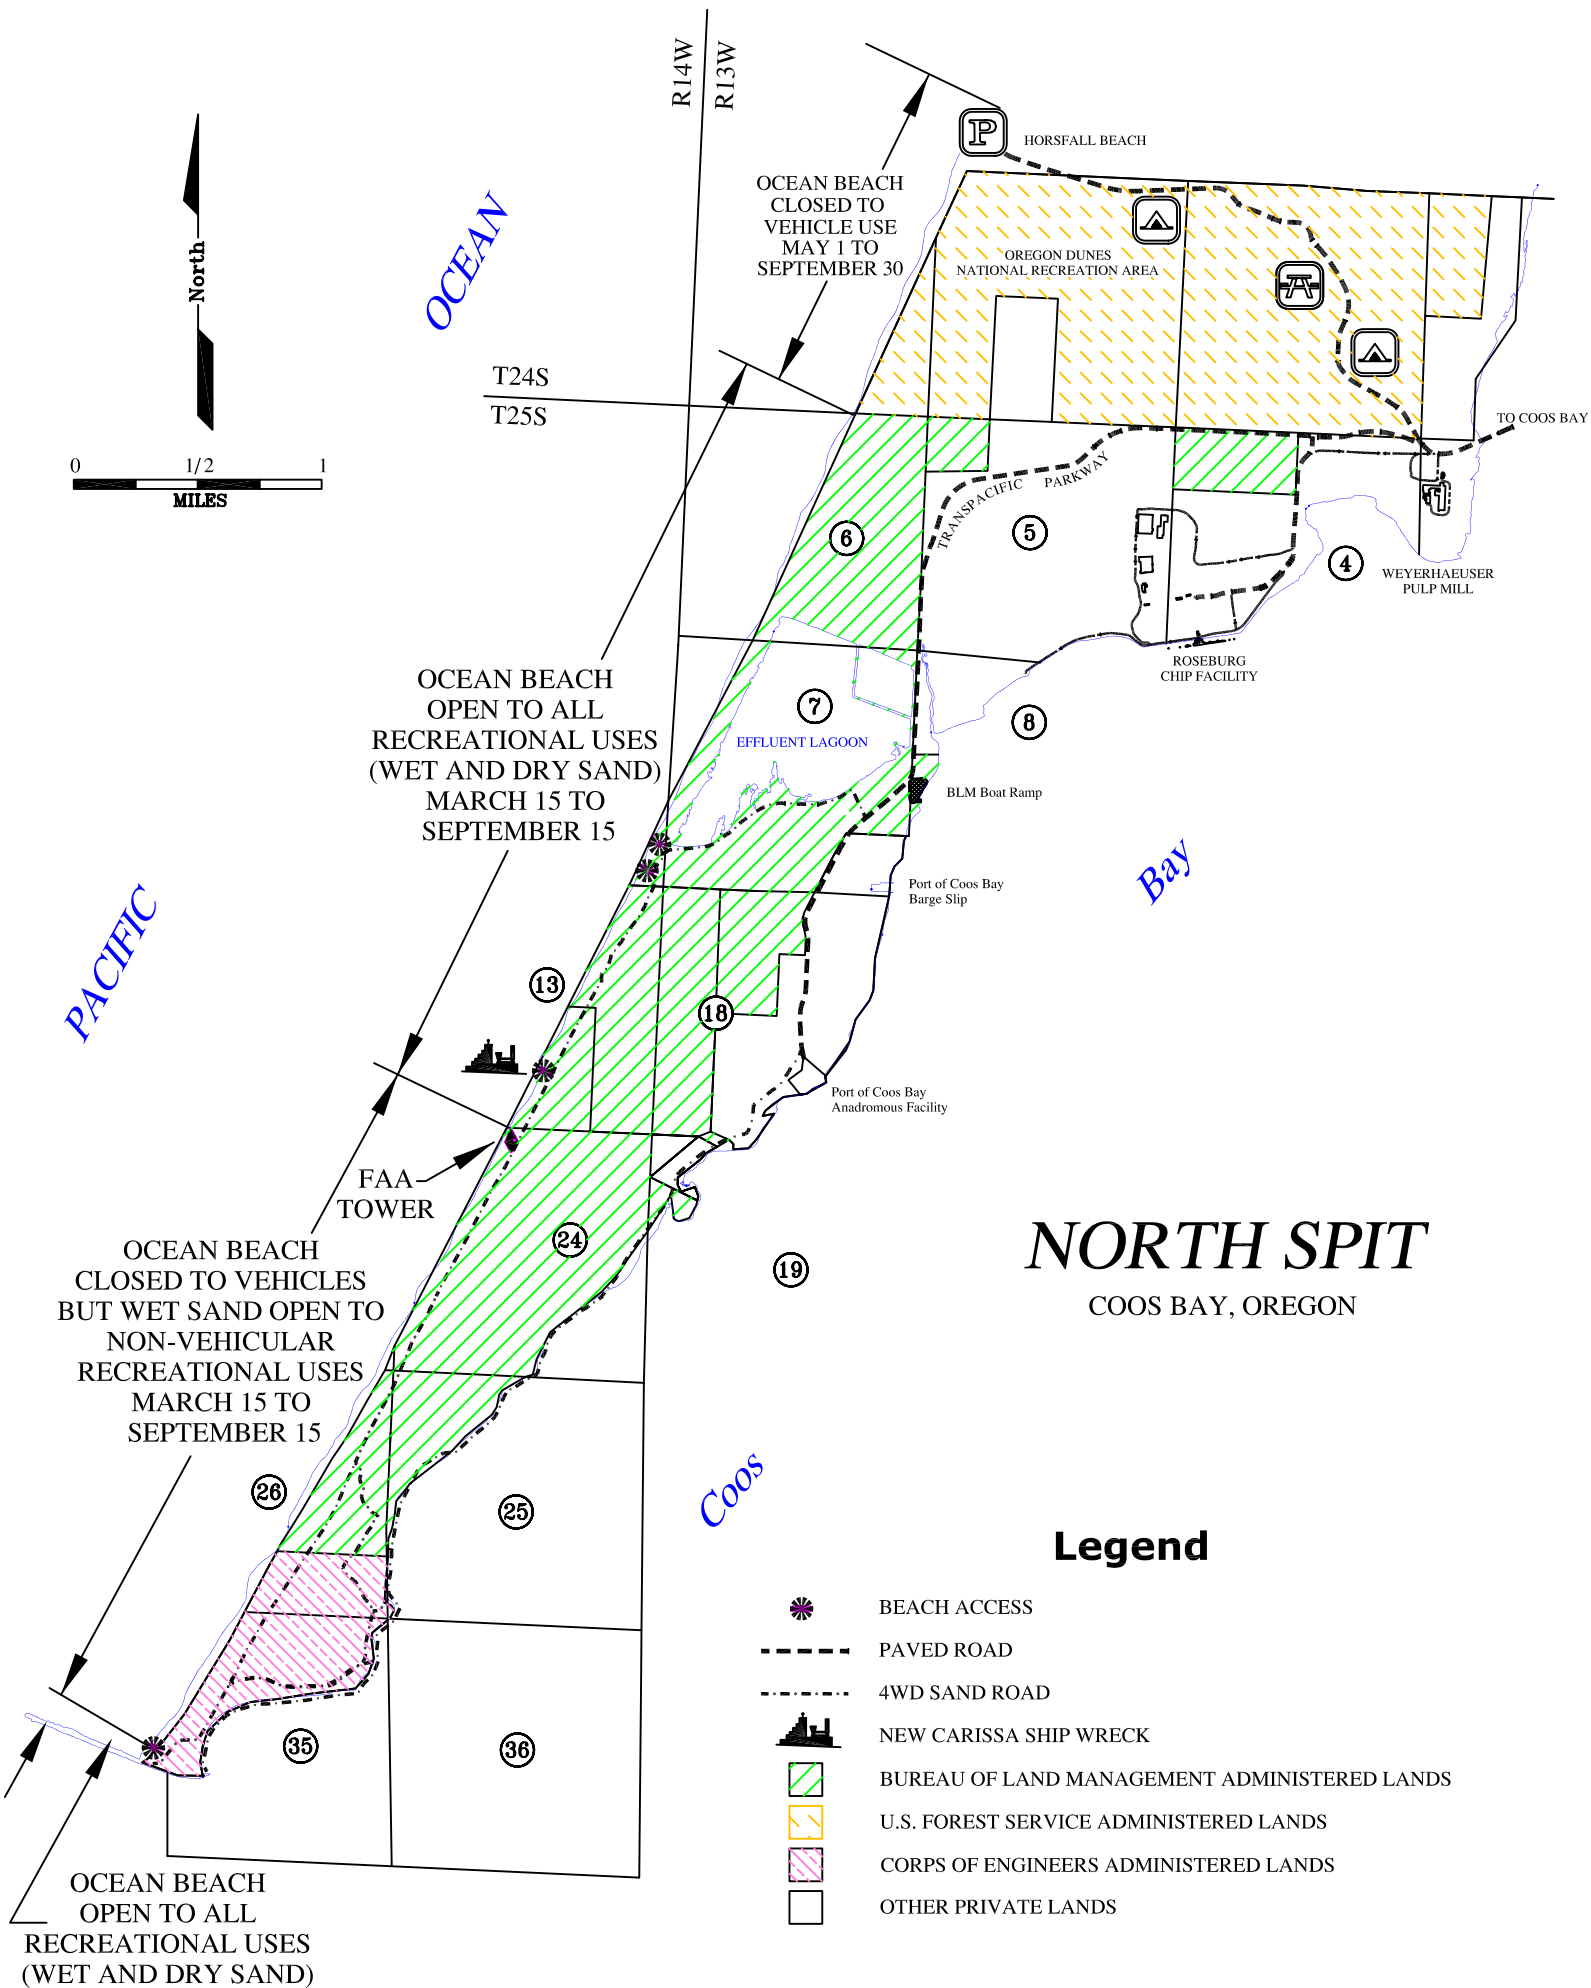 R14W
R13W
HORSFALL BEACH
OCEAN BEACH
CLOSED TO
VEHICLE USE
MAY 1 TO
SEPTEMBER 30
P
North
OCEAN
OREGON DUNES
NATIONAL RECREATION AREA
T24S
T25S
TO COOS BAY
0 1/2 1
MILES
TRANSPACIFIC PARKWAY
6
5
4
WEYERHAEUSER
PULP MILL
ROSEBURG
CHIP FACILITY
OCEAN BEACH
OPEN TO ALL
RECREATIONAL USES
(WET AND DRY SAND)
MARCH 15 TO
SEPTEMBER 15
7
8
EFFLUENT LAGOON
BLM Boat Ramp
Bay
Port of Coos Bay
Barge Slip
PACIFIC
13
18
Port of Coos Bay
Anadromous Facility
FAA
TOWER
24
19
NORTH SPIT
COOS BAY, OREGON
OCEAN BEACH
CLOSED TO VEHICLES
BUT WET SAND OPEN TO
NON-VEHICULAR
RECREATIONAL USES
MARCH 15 TO
SEPTEMBER 15
26
25
Coos
35
36
OCEAN BEACH
OPEN TO ALL
RECREATIONAL USES
(WET AND DRY SAND)
Legend
BEACH ACCESS
PAVED ROAD
4WD SAND ROAD
NEW CARISSA SHIP WRECK
BUREAU OF LAND MANAGEMENT ADMINISTERED LANDS
U.S. FOREST SERVICE ADMINISTERED LANDS
CORPS OF ENGINEERS ADMINISTERED LANDS
OTHER PRIVATE LANDS